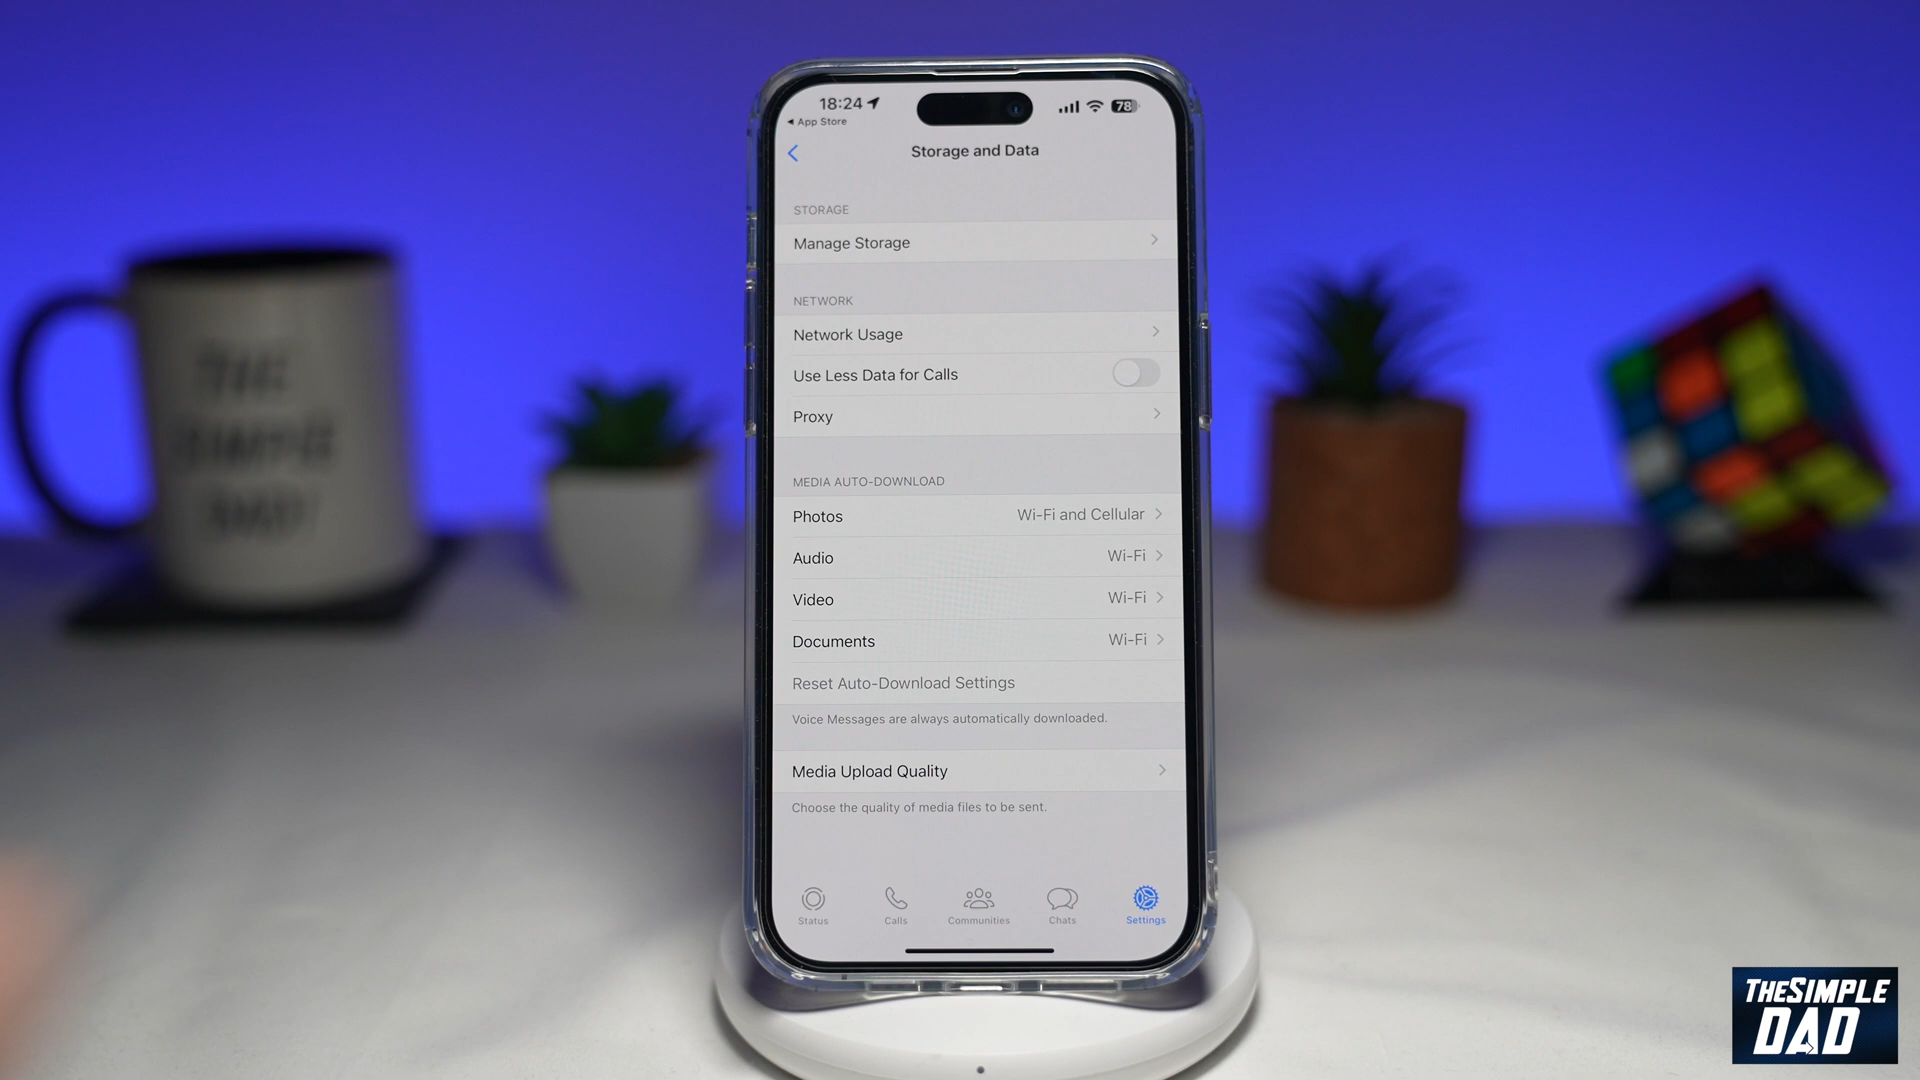 18:24
78
App Store
Storage and Data
STORAGE
Manage Storage
NETWORK
Network Usage
Use Less Data for Calls
Proxy
MEDIA AUTO-DOWNLOAD
Photos Wi-Fi and Cellular
Audio Wi-Fi
Video Wi-Fi
Documents Wi-Fi
Reset Auto-Download Settings
Voice Messages are always automatically downloaded.
Media Upload Quality
Choose the quality of media files to be sent.
Status Calls Communities Chats Settings
THE
SIMPLE
DAD
THESIMPLE
DAD